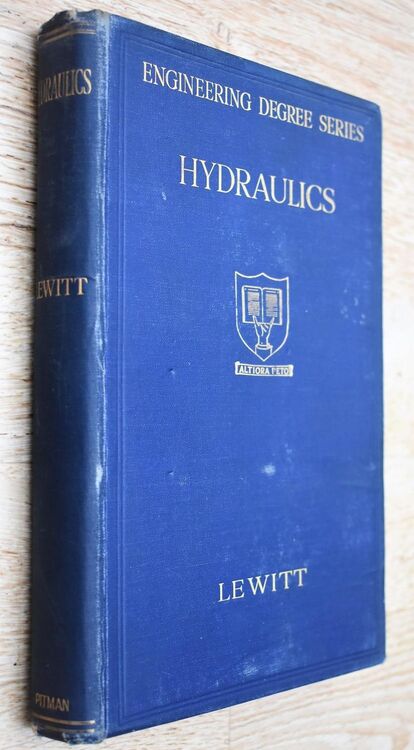 ENGINEERING DEGREE SERIES
HYDRAULICS
ALTIORA PETO
LEWITT
HYDRAULICS
LEWITT
PITMAN